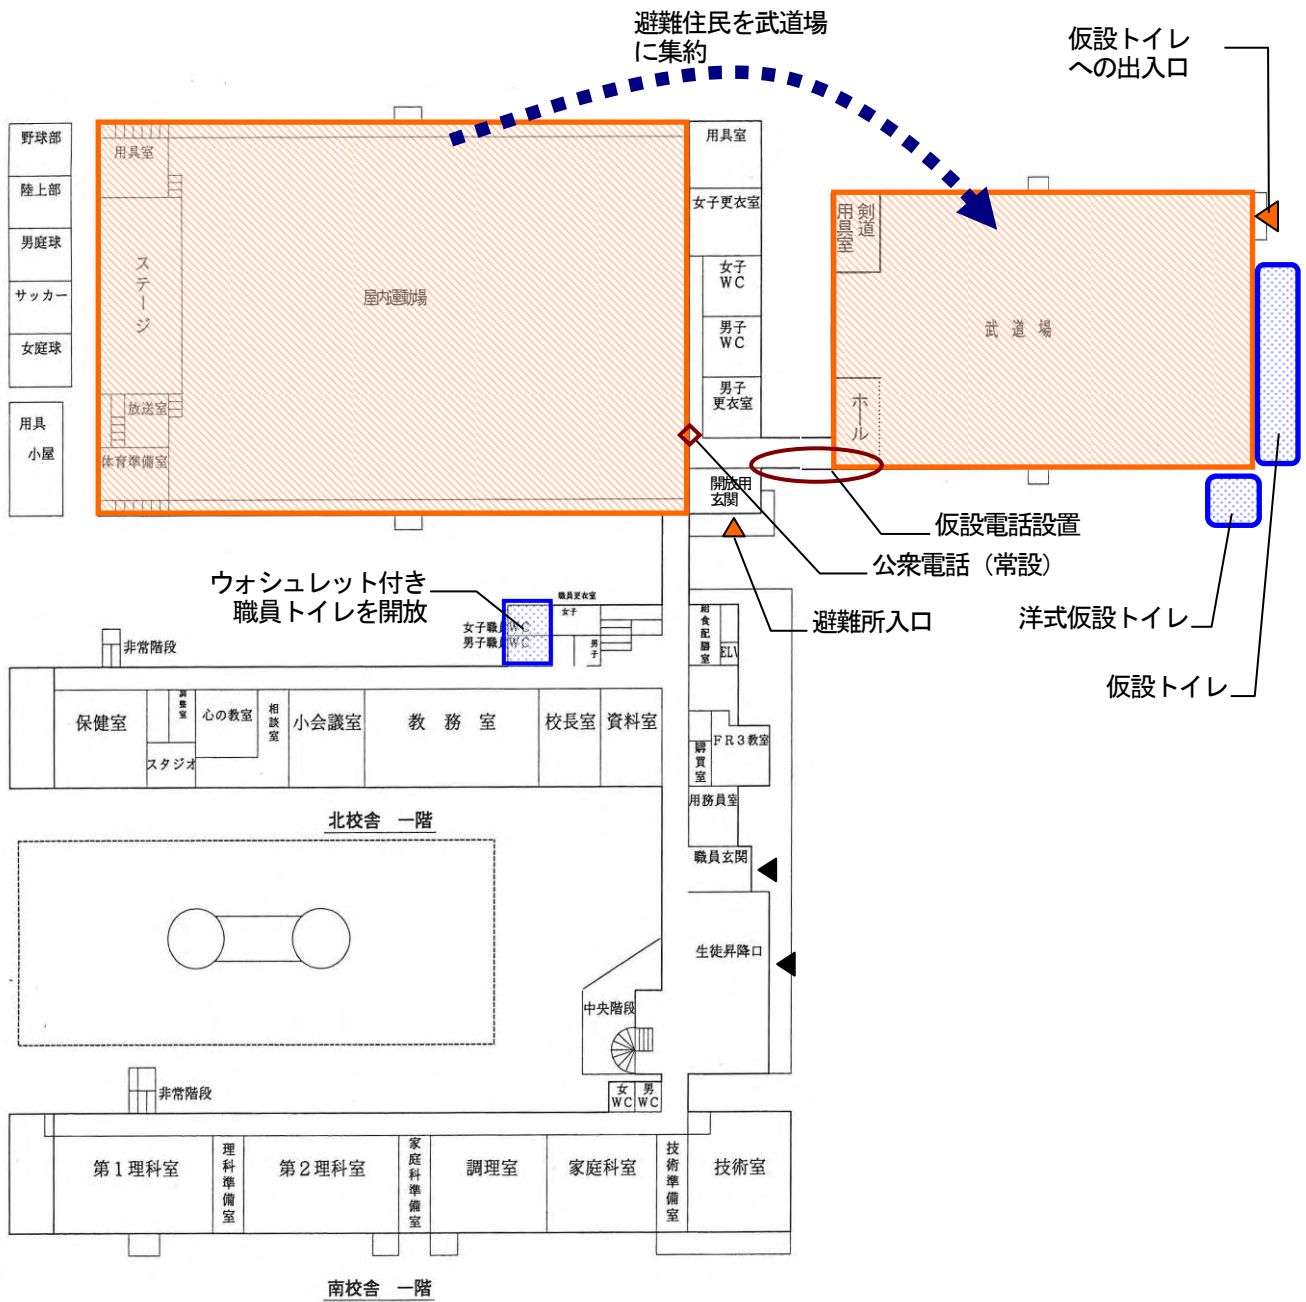 避難住民を武道場
に集約
仮設トイレ
への出入口
野球部
陸上部
男庭球
サッカー
女庭球
用具
小屋
用具室
ステージ
放送室
体育準備室
屋内運動場
用具室
女子更衣室
女子
WC
男子
WC
男子
更衣室
開放用
玄関
剣道
用具室
武道場
ホール
仮設電話設置
公衆電話（常設）
避難所入口
洋式仮設トイレ
仮設トイレ
ウォシュレット付き
職員トイレを開放
職員更衣室
女子
男子
女子職員WC
男子職員WC
非常階段
給食配膳室
ELV
保健室
調整室
スタジオ
心の教室
相談室
小会議室
教務室
校長室
資料室
FR3教室
購買室
用務員室
北校舎 一階
職員玄関
生徒昇降口
中央階段
女
WC
男
WC
非常階段
第1理科室
理科準備室
第2理科室
家庭科準備室
調理室
家庭科室
技術準備室
技術室
南校舎 一階